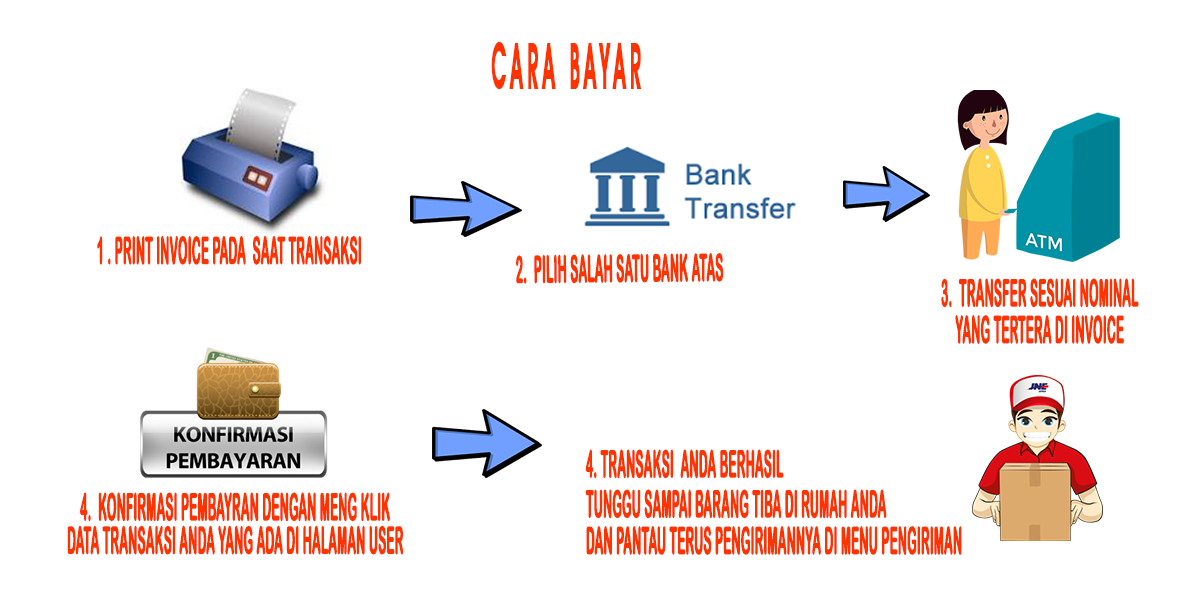 CARA BAYAR
1 . PRINT INVOICE PADA SAAT TRANSAKSI
Bank
Transfer
2. PILIH SALAH SATU BANK ATAS
ATM
3. TRANSFER SESUAI NOMINAL
YANG TERTERA DI INVOICE
KONFIRMASI
PEMBAYARAN
4. KONFIRMASI PEMBAYRAN DENGAN MENG KLIK
DATA TRANSAKSI ANDA YANG ADA DI HALAMAN USER
JNE
4. TRANSAKSI ANDA BERHASIL
TUNGGU SAMPAI BARANG TIBA DI RUMAH ANDA
DAN PANTAU TERUS PENGIRIMANNYA DI MENU PENGIRIMAN